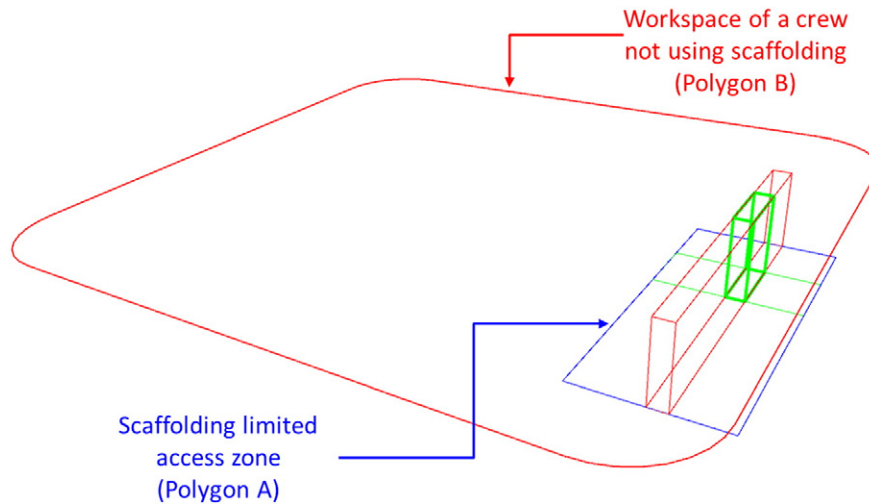 Workspace of a crew
not using scaffolding
(Polygon B)
Scaffolding limited
access zone
(Polygon A)